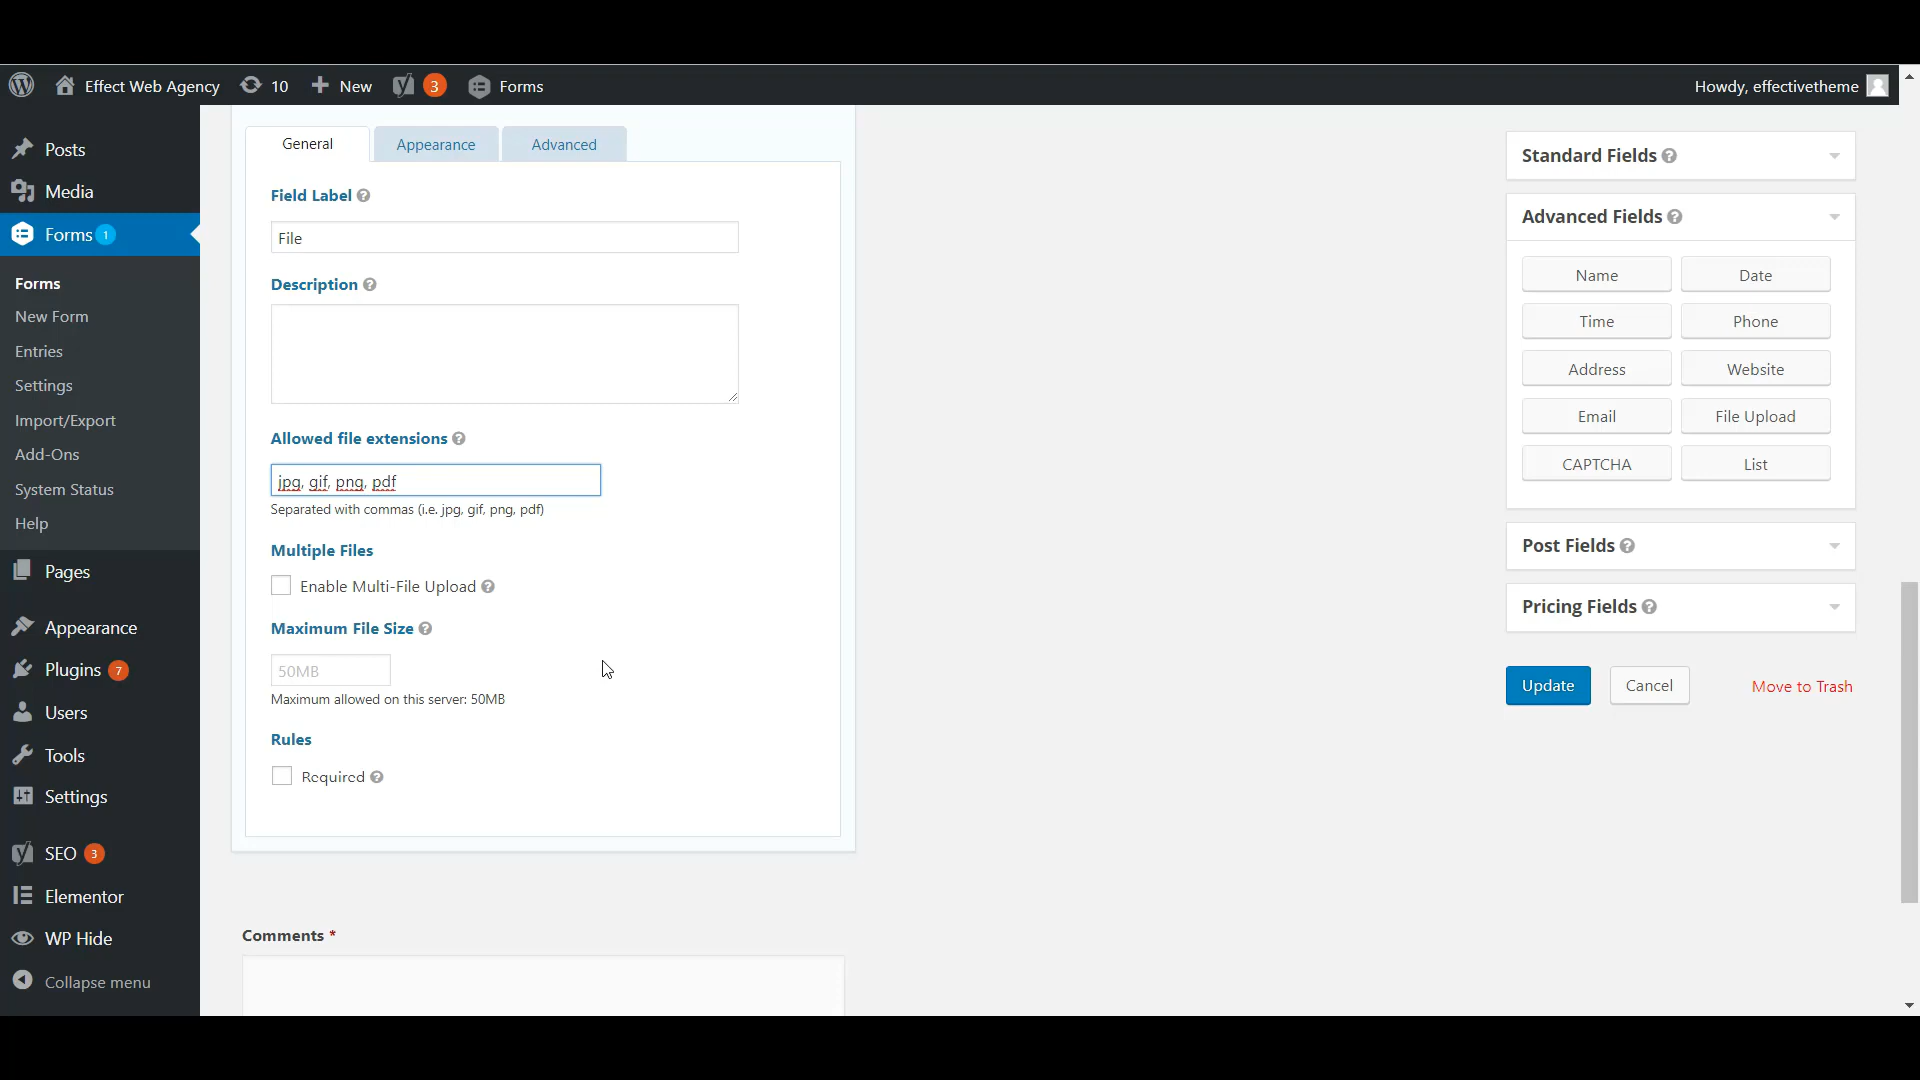 Effect Web Agency 10 New 3 Forms Howdy, effectivetheme
Posts
Media
Forms 1
Forms
New Form
Entries
Settings
Import/Export
Add-Ons
System Status
Help
Pages
Appearance
Plugins 7
Users
Tools
Settings
SEO 3
Elementor
WP Hide
Collapse menu
General Appearance Advanced
Field Label
File
Description
Allowed file extensions
jpg, gif, png, pdf
Separated with commas (i.e. jpg, gif, png, pdf)
Multiple Files
Enable Multi-File Upload
Maximum File Size
50MB
Maximum allowed on this server: 50MB
Rules
Required
Comments *
Standard Fields
Advanced Fields
Name Date
Time Phone
Address Website
Email File Upload
CAPTCHA List
Post Fields
Pricing Fields
Update Cancel Move to Trash